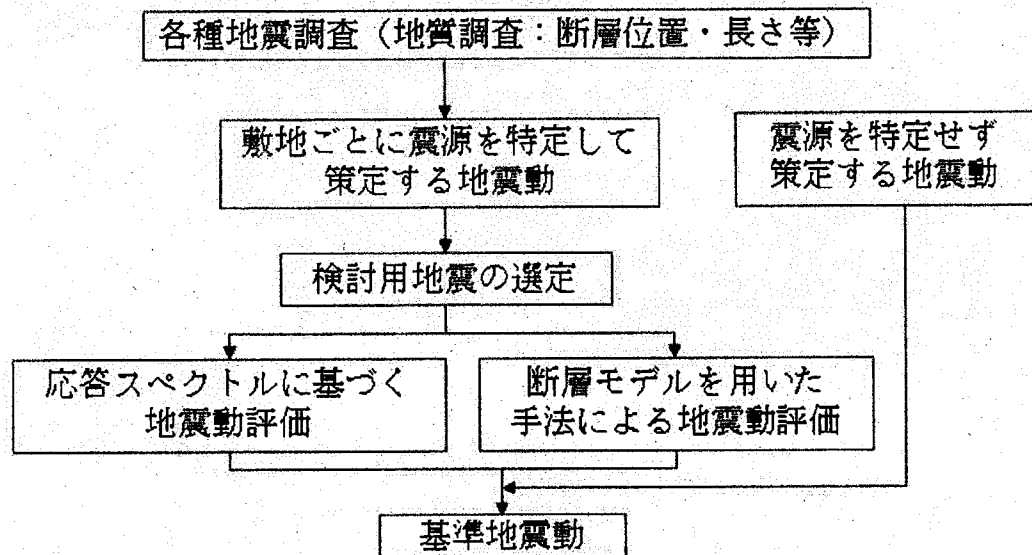 各種地震調査（地質調査：断層位置・長さ等）
敷地ごとに震源を特定して
策定する地震動
震源を特定せず
策定する地震動
検討用地震の選定
応答スペクトルに基づく
地震動評価
断層モデルを用いた
手法による地震動評価
基準地震動